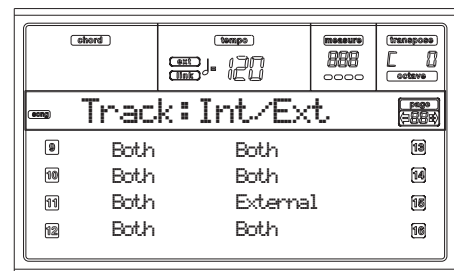 chord tempo measure transpose
ext link = 120 888 C 0
octave
song Track:Int/Ext page
9 Both Both 13
10 Both Both 14
11 Both External 15
12 Both Both 16